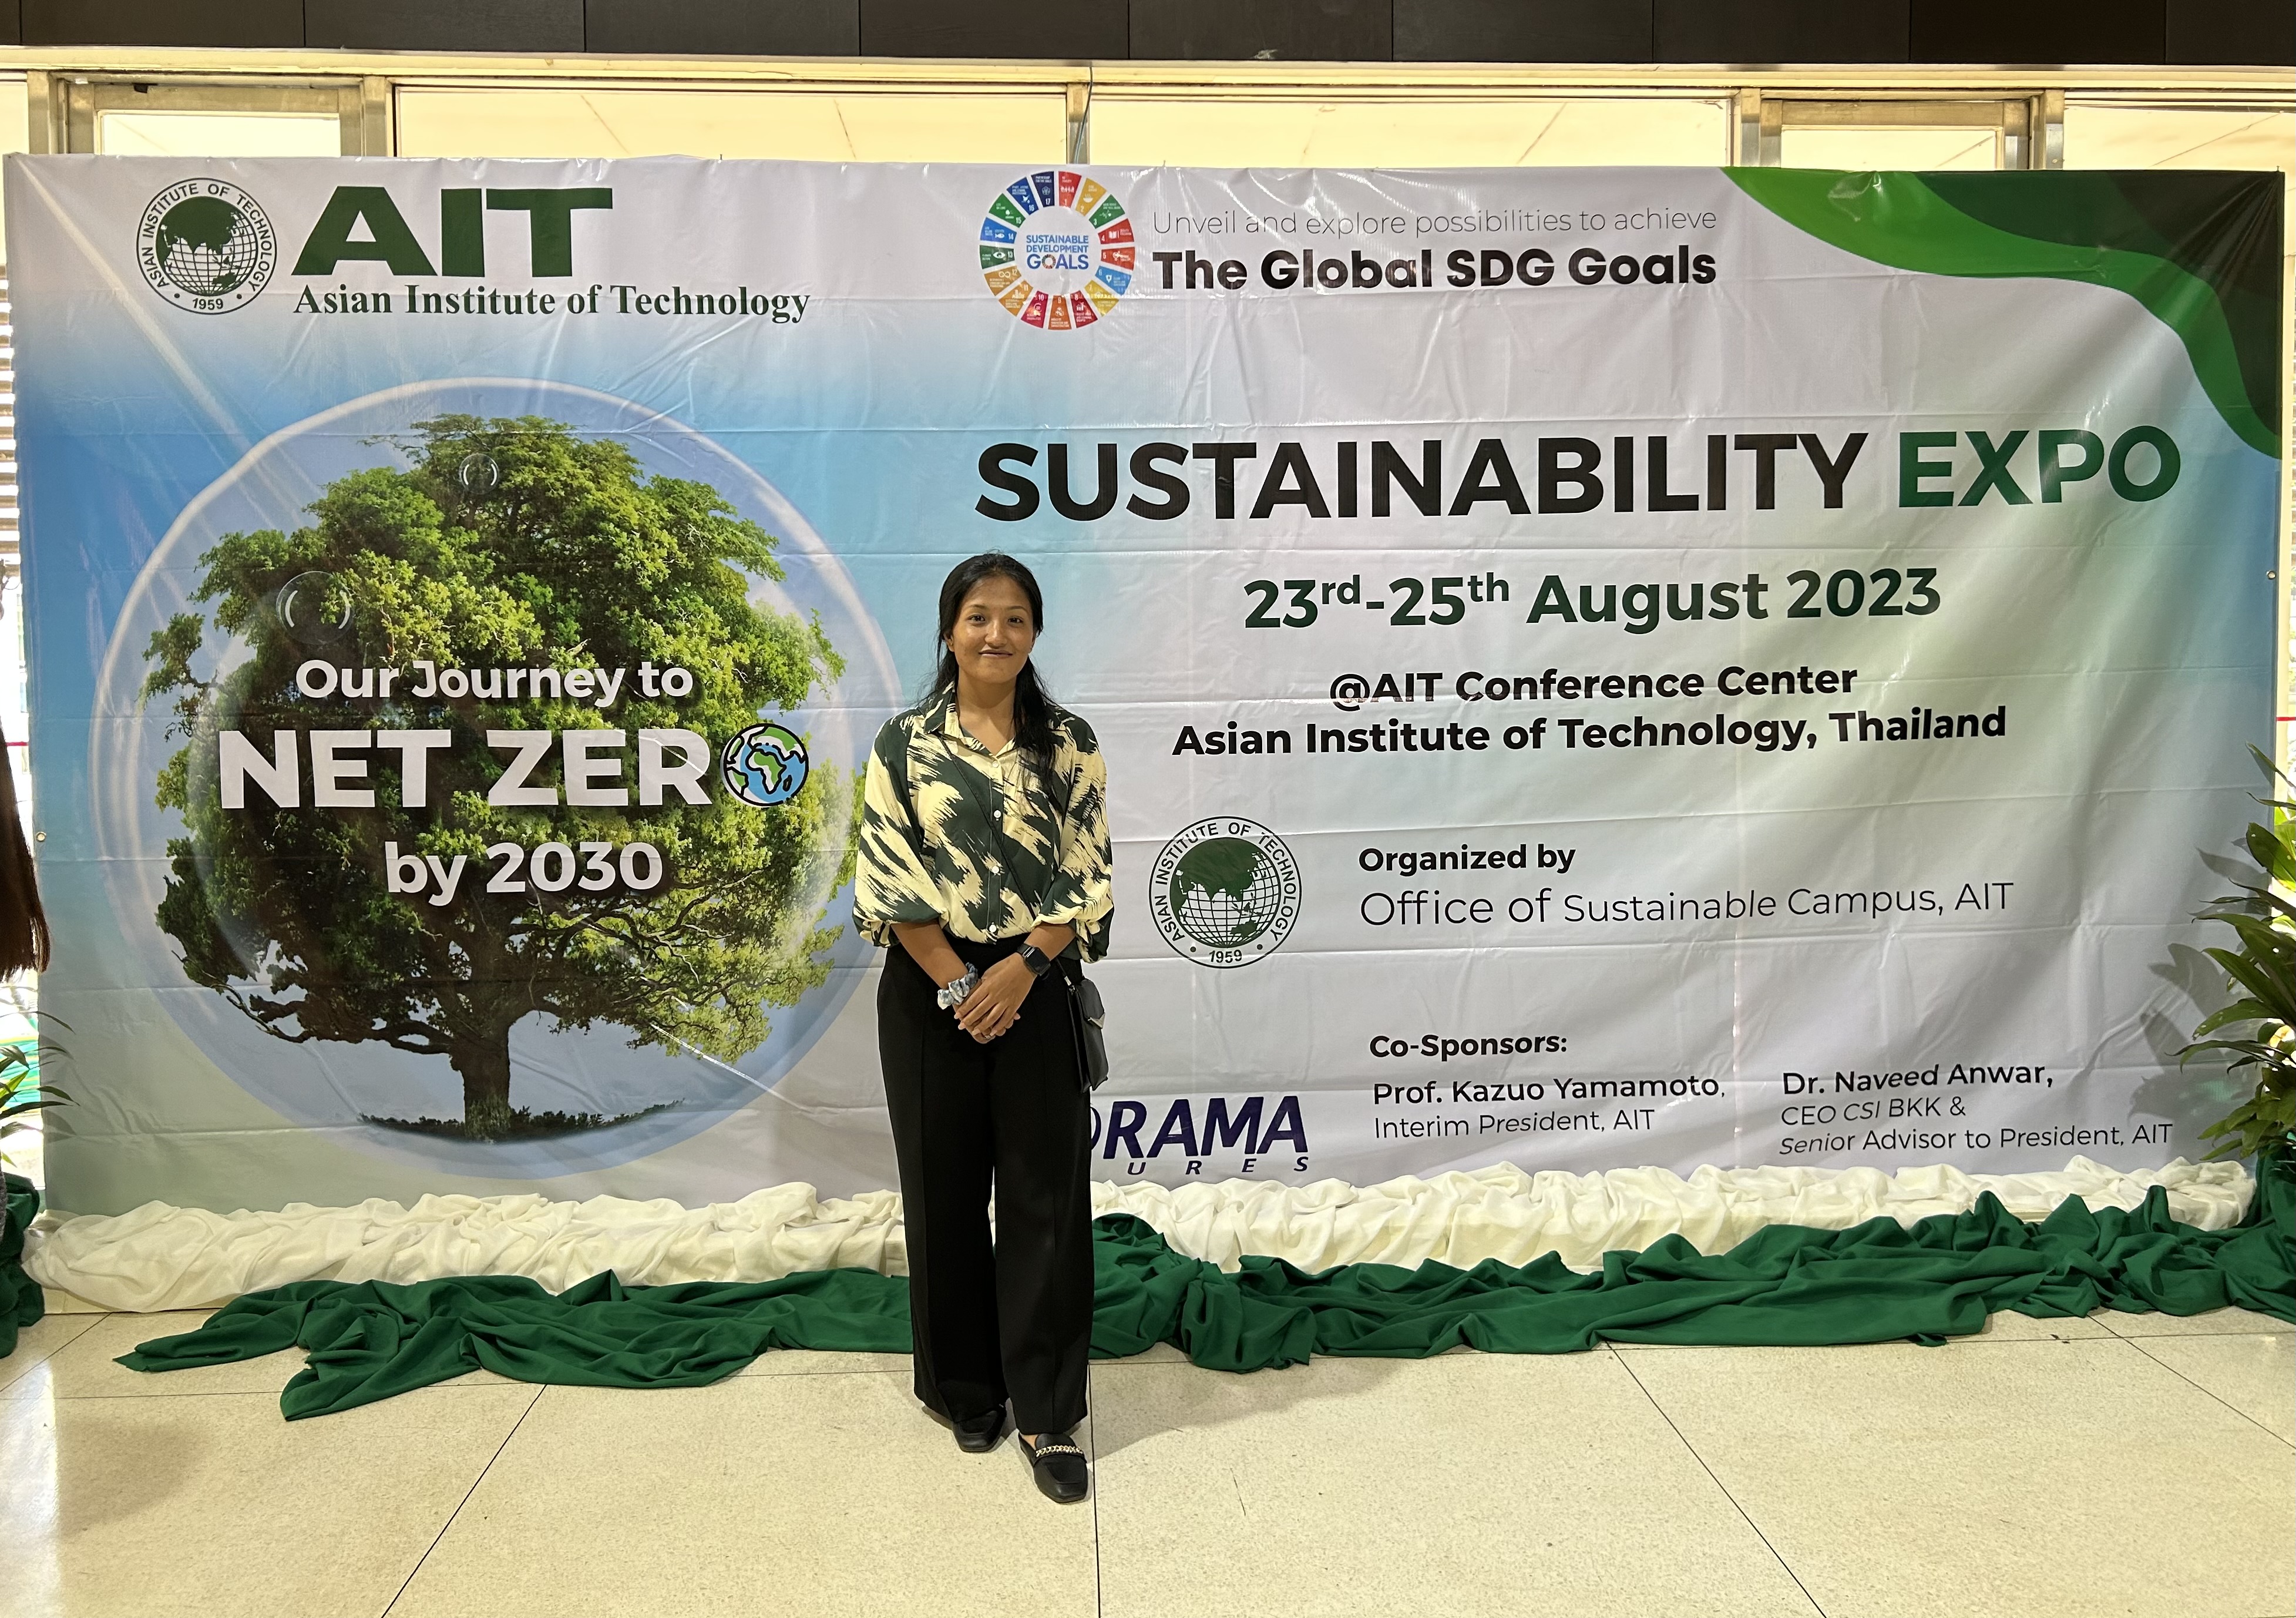 ASIAN INSTITUTE OF TECHNOLOGY
1959
AIT
Asian Institute of Technology
SUSTAINABLE
DEVELOPMENT
GOALS
Unveil and explore possibilities to achieve
The Global SDG Goals
SUSTAINABILITY EXPO
23rd-25th August 2023
@AIT Conference Center
Asian Institute of Technology, Thailand
Our Journey to
NET ZERO
by 2030
ASIAN INSTITUTE OF TECHNOLOGY
1959
Organized by
Office of Sustainable Campus, AIT
RAMA
URES
Co-Sponsors:
Prof. Kazuo Yamamoto,
Interim President, AIT
Dr. Naveed Anwar,
CEO CSI BKK &
Senior Advisor to President, AIT